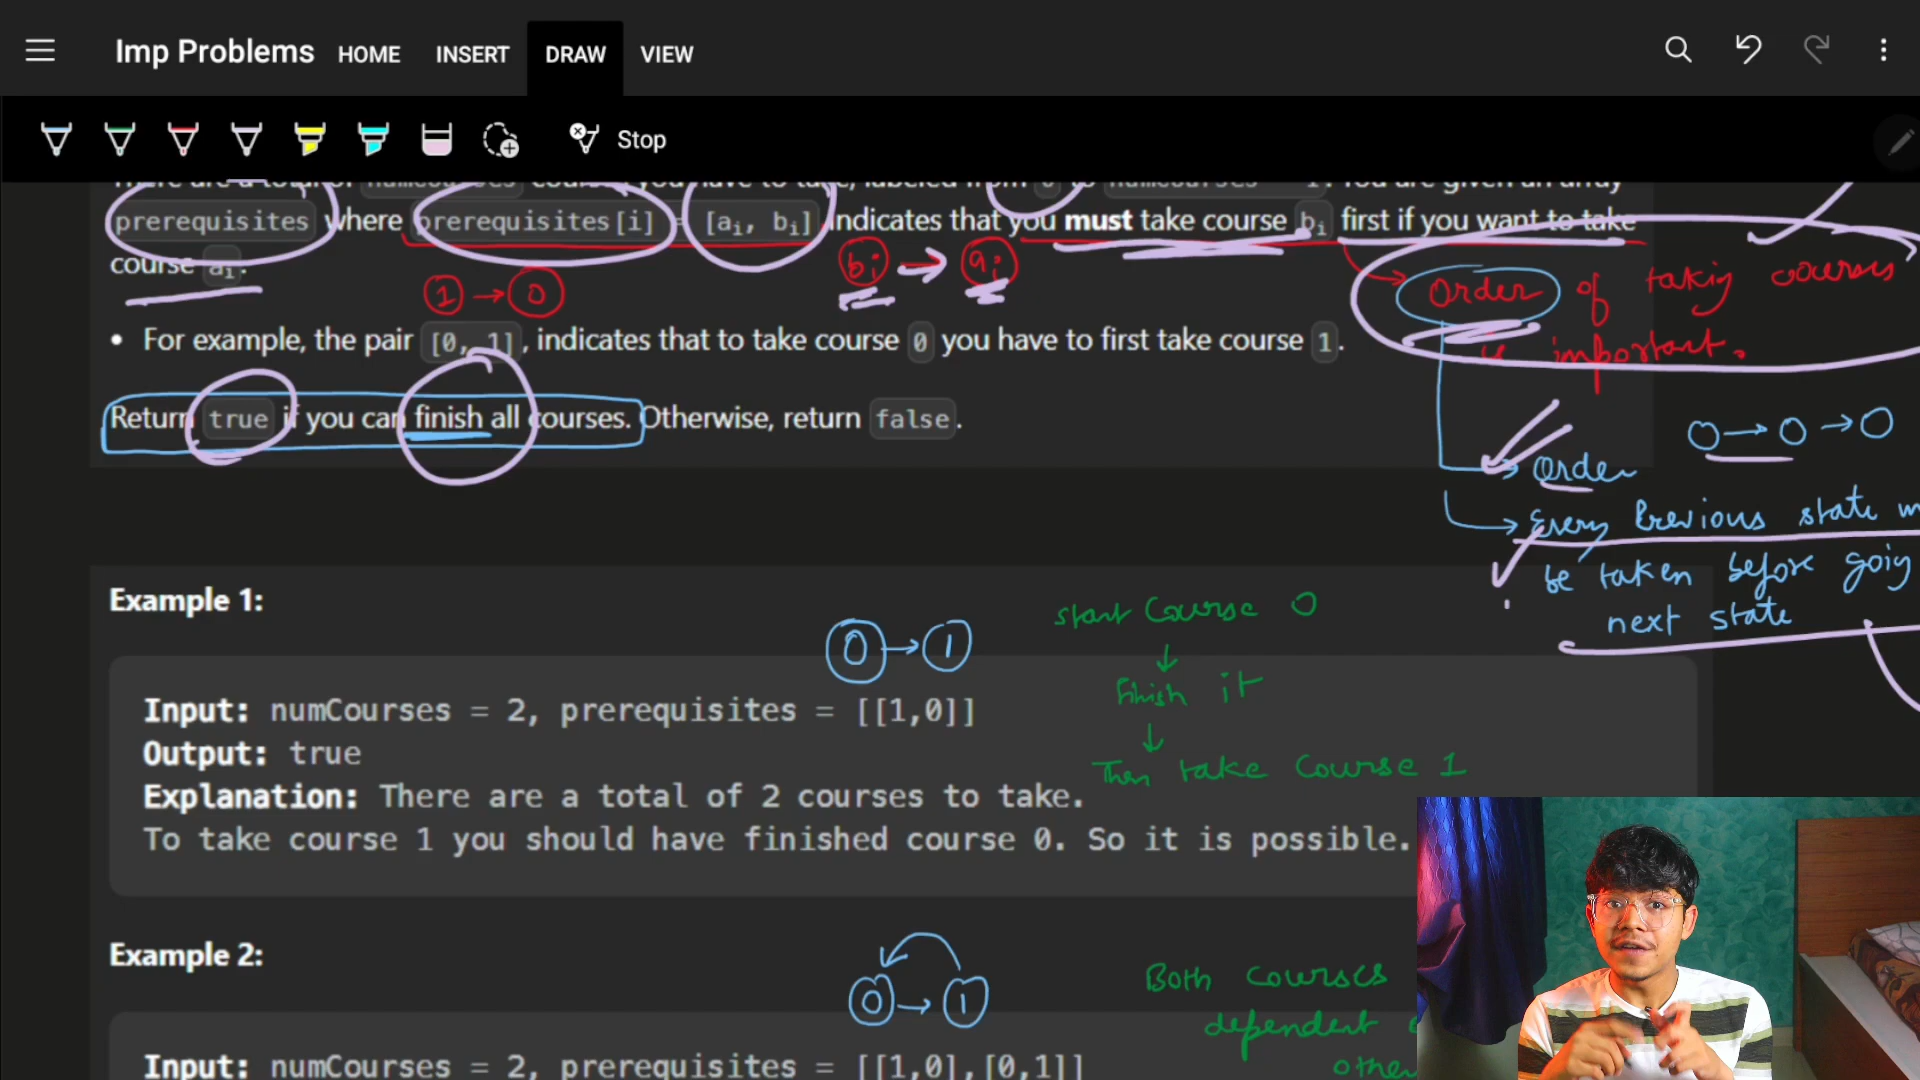 Imp Problems HOME INSERT DRAW VIEW
Stop
prerequisites where prerequisites[i] = [ai, bi] indicates that you must take course bi first if you want to take
course ai.
bi → ai
1 → 0
Order of taking courses
is important.
• For example, the pair [0, 1], indicates that to take course 0 you have to first take course 1.
Return true if you can finish all courses. Otherwise, return false.
O → O → O
Order
Every Previous state
be taken before going
next state
Example 1:
0 → 1
start Course 0
↓
Finish it
↓
Then take Course 1
Input: numCourses = 2, prerequisites = [[1,0]]
Output: true
Explanation: There are a total of 2 courses to take.
To take course 1 you should have finished course 0. So it is possible.
Example 2:
0 → 1
Both Courses
dependent
Input: numCourses = 2, prerequisites = [[1,0],[0,1]]